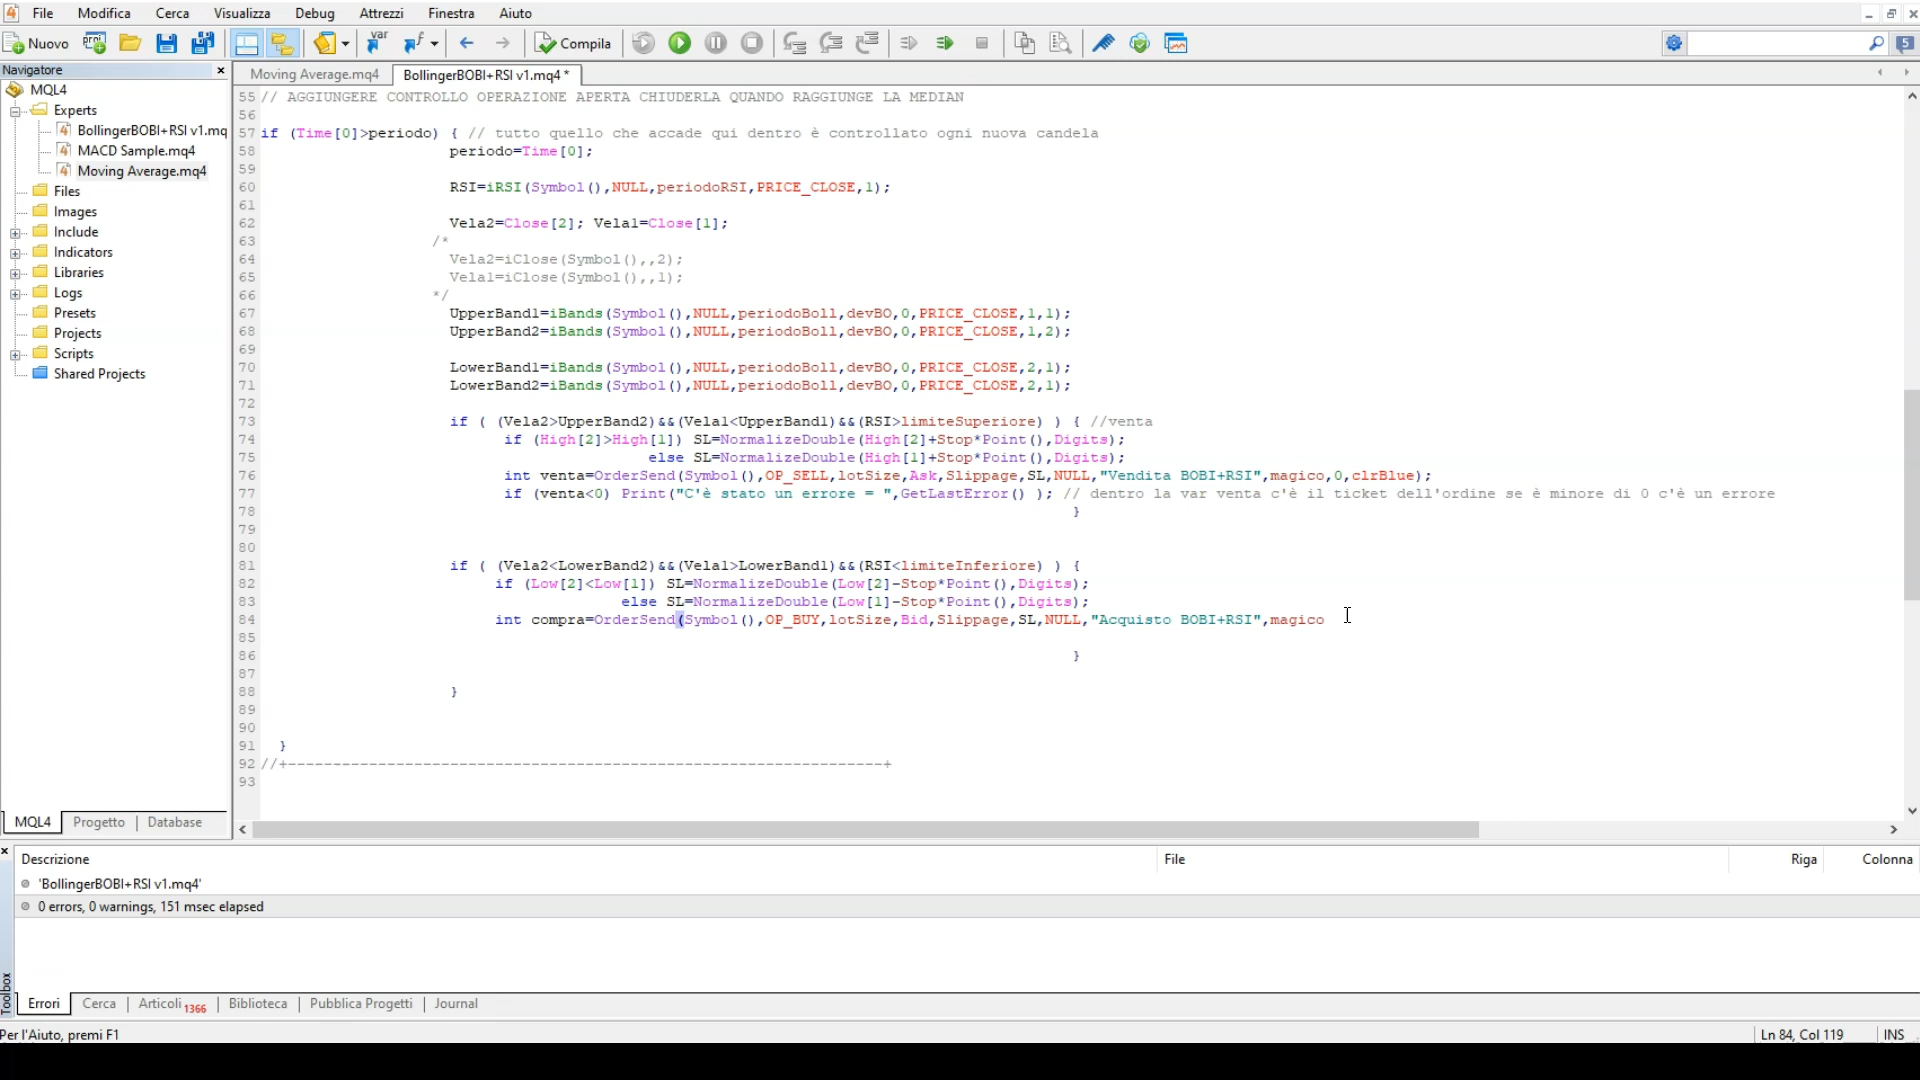 File Modifica Cerca Visualizza Debug Attrezzi Finestra Aiuto
Nuovo Compila 5
Navigatore
MQL4
Experts
BollingerBOBI+RSI v1.mq
MACD Sample.mq4
Moving Average.mq4
Files
Images
Include
Indicators
Libraries
Logs
Presets
Projects
Scripts
Shared Projects
MQL4 Progetto Database
Moving Average.mq4 BollingerBOBI+RSI v1.mq4 *
55 // AGGIUNGERE CONTROLLO OPERAZIONE APERTA CHIUDERLA QUANDO RAGGIUNGE LA MEDIAN
56
57 if (Time[0]>periodo) { // tutto quello che accade qui dentro è controllato ogni nuova candela
58 periodo=Time[0];
59
60 RSI=iRSI(Symbol(),NULL,periodoRSI,PRICE_CLOSE,1);
61
62 Vela2=Close[2]; Vela1=Close[1];
63 /*
64 Vela2=iClose(Symbol(),,2);
65 Vela1=iClose(Symbol(),,1);
66 */
67 UpperBand1=iBands(Symbol(),NULL,periodoBoll,devBO,0,PRICE_CLOSE,1,1);
68 UpperBand2=iBands(Symbol(),NULL,periodoBoll,devBO,0,PRICE_CLOSE,1,2);
69
70 LowerBand1=iBands(Symbol(),NULL,periodoBoll,devBO,0,PRICE_CLOSE,2,1);
71 LowerBand2=iBands(Symbol(),NULL,periodoBoll,devBO,0,PRICE_CLOSE,2,1);
72
73 if ( (Vela2>UpperBand2)&&(Vela1<UpperBand1)&&(RSI>limiteSuperiore) ) { //venta
74 if (High[2]>High[1]) SL=NormalizeDouble(High[2]+Stop*Point(),Digits);
75 else SL=NormalizeDouble(High[1]+Stop*Point(),Digits);
76 int venta=OrderSend(Symbol(),OP_SELL,lotSize,Ask,Slippage,SL,NULL,"Vendita BOBI+RSI",magico,0,clrBlue);
77 if (venta<0) Print("C'è stato un errore = ",GetLastError() ); // dentro la var venta c'è il ticket dell'ordine se è minore di 0 c'è un errore
78 }
79
80
81 if ( (Vela2<LowerBand2)&&(Vela1>LowerBand1)&&(RSI<limiteInferiore) ) {
82 if (Low[2]<Low[1]) SL=NormalizeDouble(Low[2]-Stop*Point(),Digits);
83 else SL=NormalizeDouble(Low[1]-Stop*Point(),Digits);
84 int compra=OrderSend(Symbol(),OP_BUY,lotSize,Bid,Slippage,SL,NULL,"Acquisto BOBI+RSI",magico
85
86 }
87
88 }
89
90
91 }
92 //+------------------------------------------------------------------+
93
Descrizione File Riga Colonna
'BollingerBOBI+RSI v1.mq4'
0 errors, 0 warnings, 151 msec elapsed
Toolbox
Errori Cerca Articoli 1366 Biblioteca Pubblica Progetti Journal
Per l'Aiuto, premi F1 Ln 84, Col 119 INS